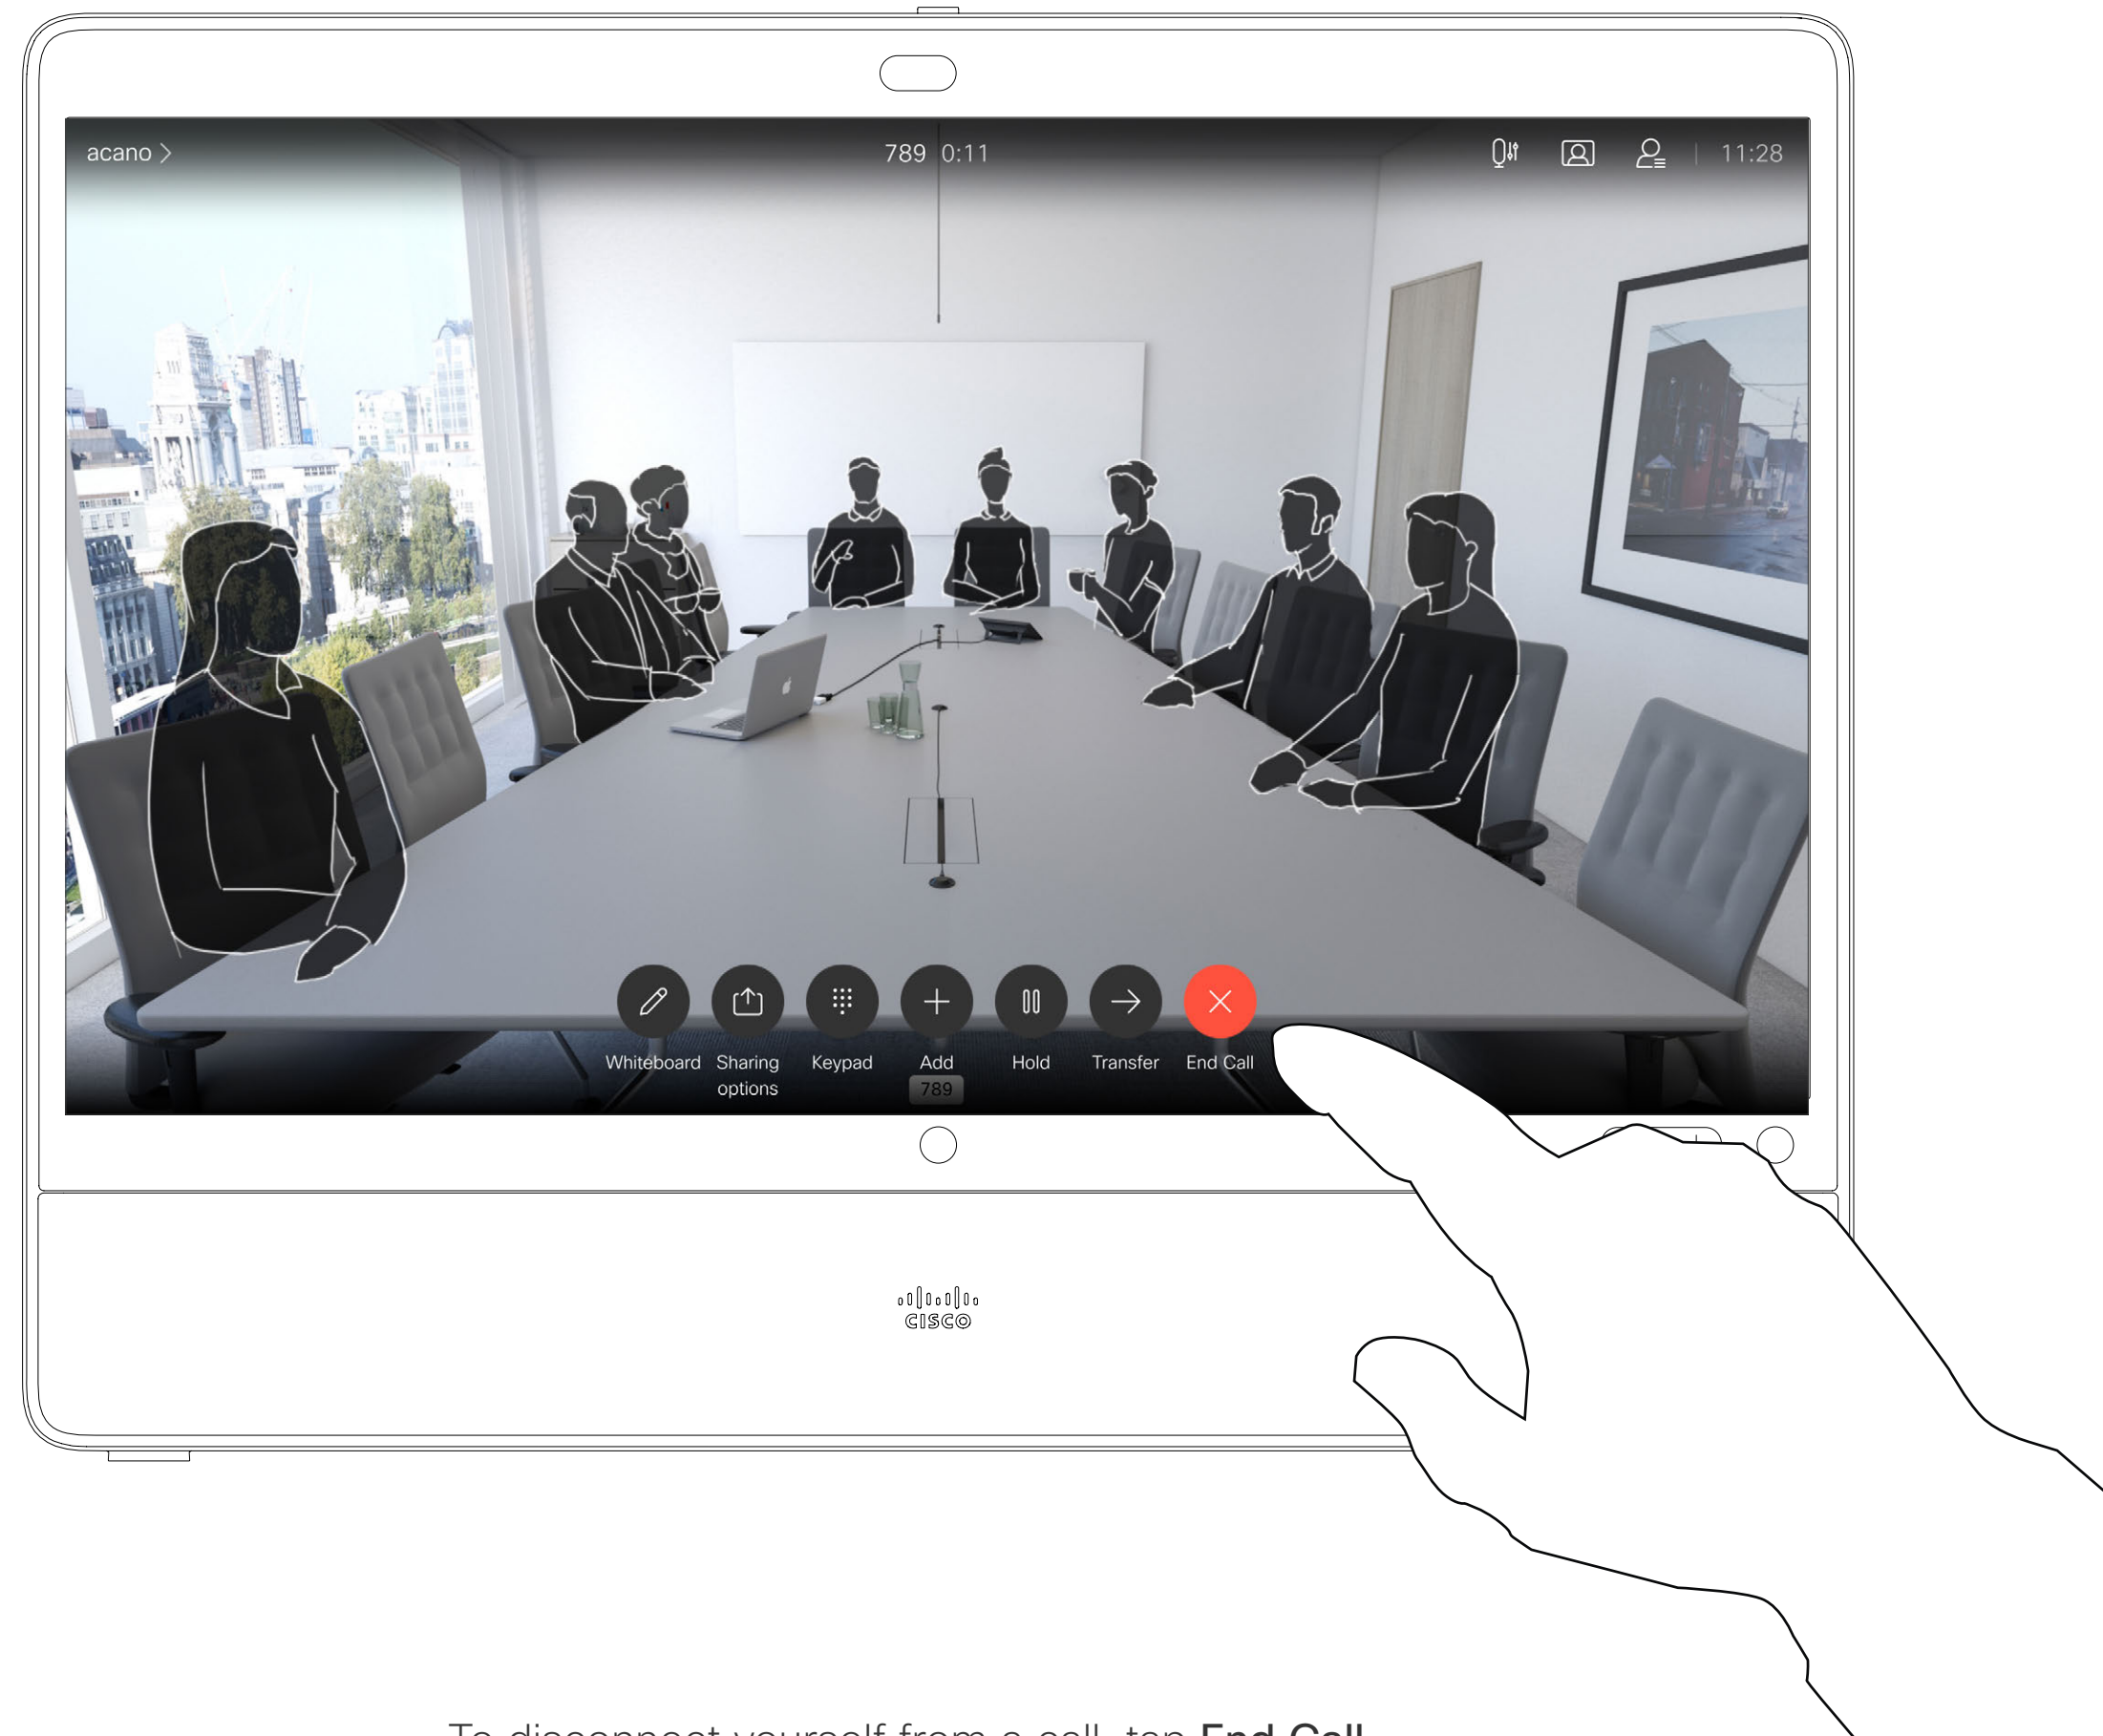 acano
789 0:11
11:28
Whiteboard Sharing options Keypad Add Hold Transfer End Call
789
CISCO
To disconnect yourself from a call, tap End Call